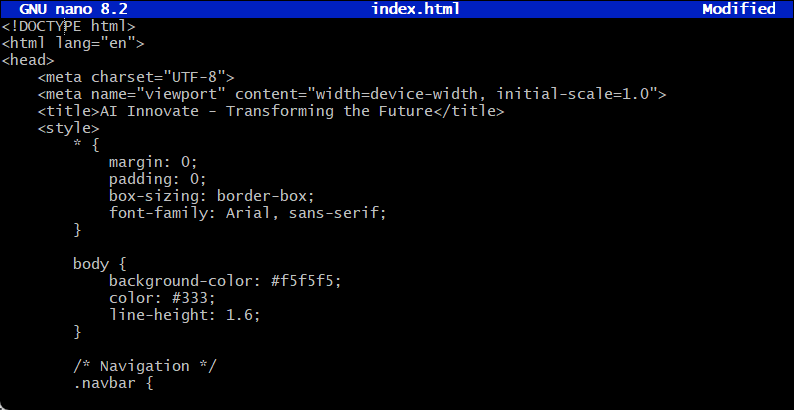 GNU nano 8.2 index.html Modified
<!DOCTYPE html>
<html lang="en">
<head>
    <meta charset="UTF-8">
    <meta name="viewport" content="width=device-width, initial-scale=1.0">
    <title>AI Innovate - Transforming the Future</title>
    <style>
        * {
            margin: 0;
            padding: 0;
            box-sizing: border-box;
            font-family: Arial, sans-serif;
        }

        body {
            background-color: #f5f5f5;
            color: #333;
            line-height: 1.6;
        }

        /* Navigation */
        .navbar {